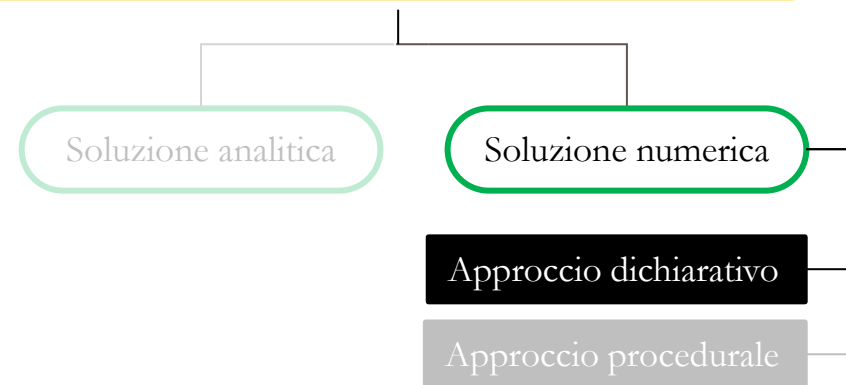 Soluzione analitica
Soluzione numerica
Approccio dichiarativo
Approccio procedurale